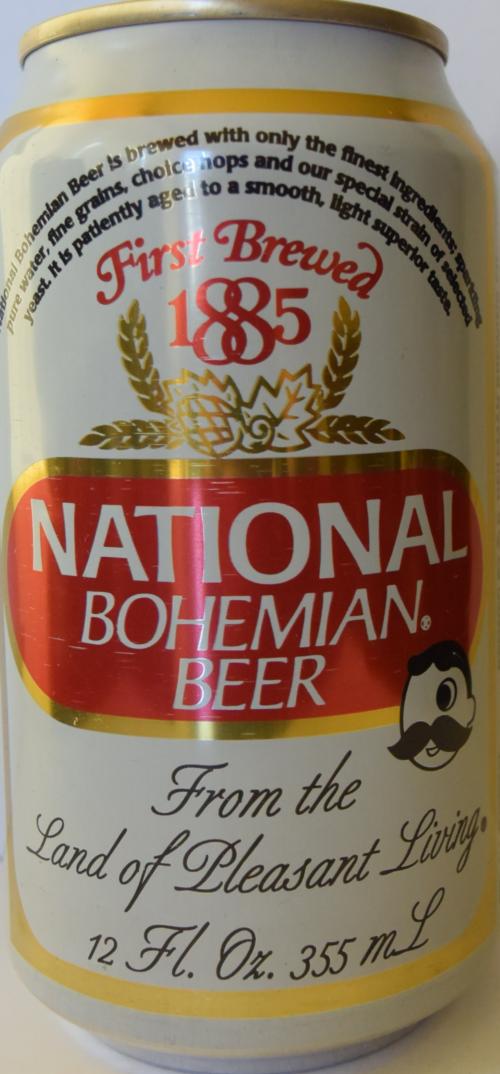 National Bohemian Beer is brewed with only the finest ingredients: sparkling
pure water, fine grains, choice hops and our special strain of selected
yeast. It is patiently aged to a smooth, light superior taste.
First Brewed
1885
NATIONAL
BOHEMIAN®
BEER
From the
Land of Pleasant Living®
12 Fl. Oz. 355 mL